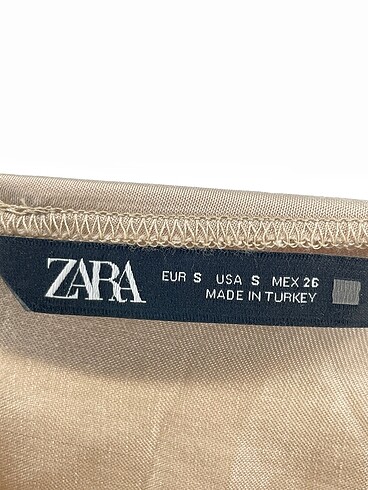 ZARA
EUR S USA S MEX 26
MADE IN TURKEY